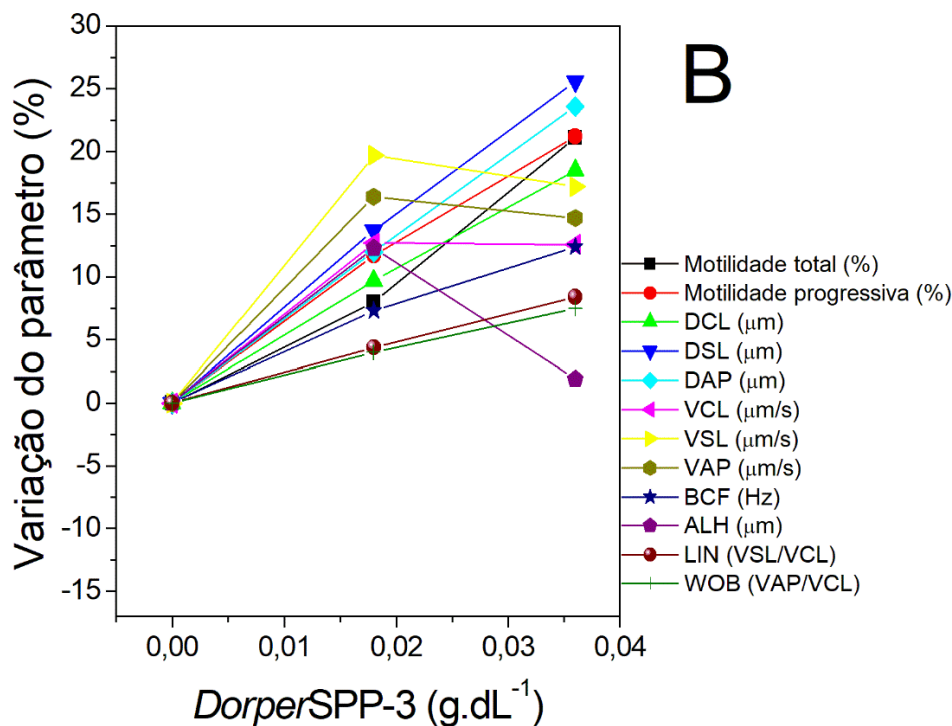 B
Variação do parâmetro (%)
30
25
20
15
10
5
0
-5
-10
-15
0,00 0,01 0,02 0,03 0,04
DorperSPP-3 (g.dL⁻¹)
Motilidade total (%)
Motilidade progressiva (%)
DCL (μm)
DSL (μm)
DAP (μm)
VCL (μm/s)
VSL (μm/s)
VAP (μm/s)
BCF (Hz)
ALH (μm)
LIN (VSL/VCL)
WOB (VAP/VCL)